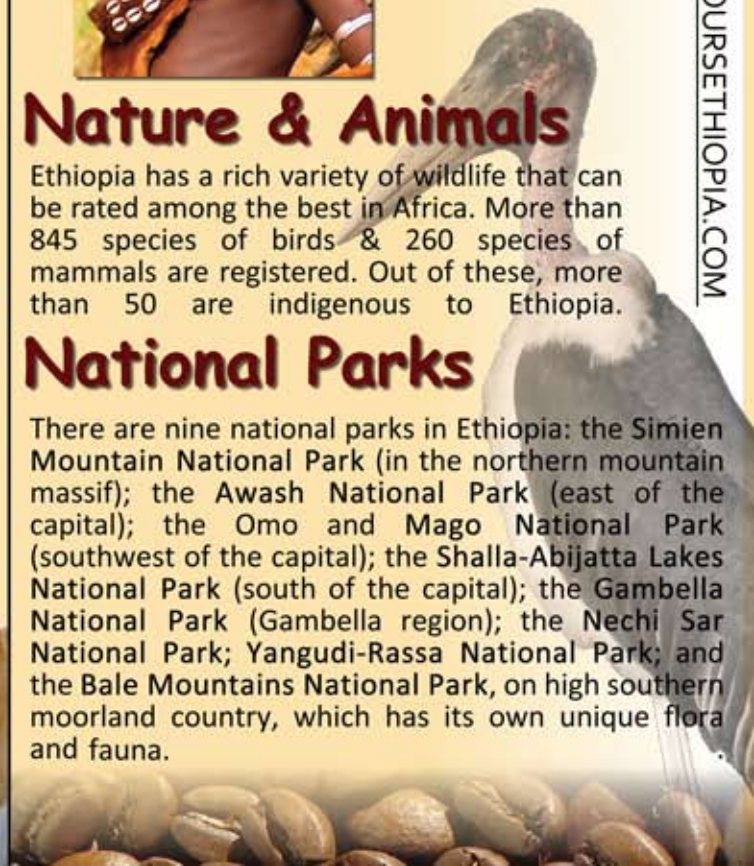 Nature & Animals
Ethiopia has a rich variety of wildlife that can
be rated among the best in Africa. More than
845 species of birds & 260 species of
mammals are registered. Out of these, more
than 50 are indigenous to Ethiopia.
National Parks
There are nine national parks in Ethiopia: the Simien
Mountain National Park (in the northern mountain
massif); the Awash National Park (east of the
capital); the Omo and Mago National Park
(southwest of the capital); the Shalla-Abijatta Lakes
National Park (south of the capital); the Gambella
National Park (Gambella region); the Nechi Sar
National Park; Yangudi-Rassa National Park; and
the Bale Mountains National Park, on high southern
moorland country, which has its own unique flora
and fauna. .
OURSETHIOPIA.COM